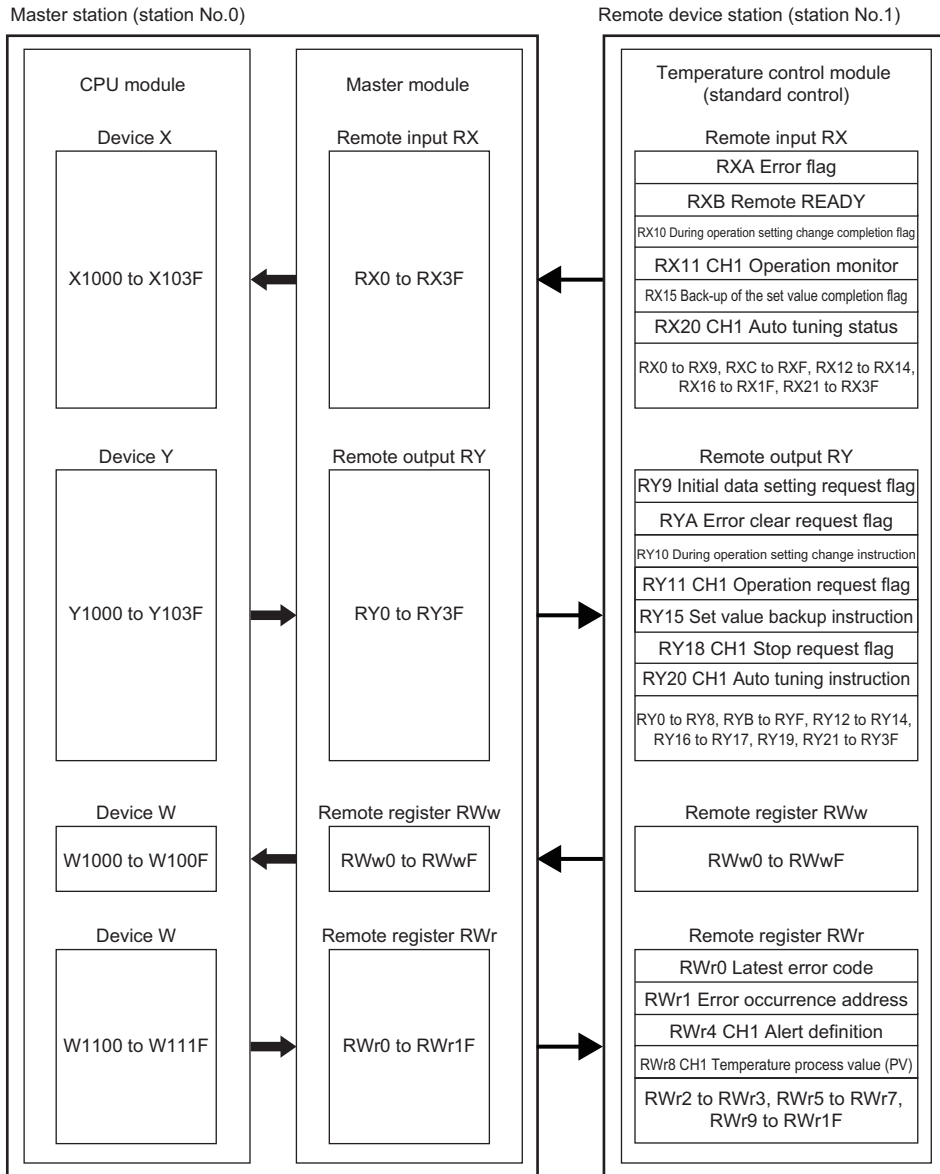 Master station (station No.0)
Remote device station (station No.1)
CPU module
Master module
Temperature control module
(standard control)
Device X
Remote input RX
Remote input RX
X1000 to X103F
RX0 to RX3F
RXA Error flag
RXB Remote READY
RX10 During operation setting change completion flag
RX11 CH1 Operation monitor
RX15 Back-up of the set value completion flag
RX20 CH1 Auto tuning status
RX0 to RX9, RXC to RXF, RX12 to RX14,
RX16 to RX1F, RX21 to RX3F
Device Y
Remote output RY
Remote output RY
Y1000 to Y103F
RY0 to RY3F
RY9 Initial data setting request flag
RYA Error clear request flag
RY10 During operation setting change instruction
RY11 CH1 Operation request flag
RY15 Set value backup instruction
RY18 CH1 Stop request flag
RY20 CH1 Auto tuning instruction
RY0 to RY8, RYB to RYF, RY12 to RY14,
RY16 to RY17, RY19, RY21 to RY3F
Device W
Remote register RWw
Remote register RWw
W1000 to W100F
RWw0 to RWwF
RWw0 to RWwF
Device W
Remote register RWr
Remote register RWr
W1100 to W111F
RWr0 to RWr1F
RWr0 Latest error code
RWr1 Error occurrence address
RWr4 CH1 Alert definition
RWr8 CH1 Temperature process value (PV)
RWr2 to RWr3, RWr5 to RWr7,
RWr9 to RWr1F